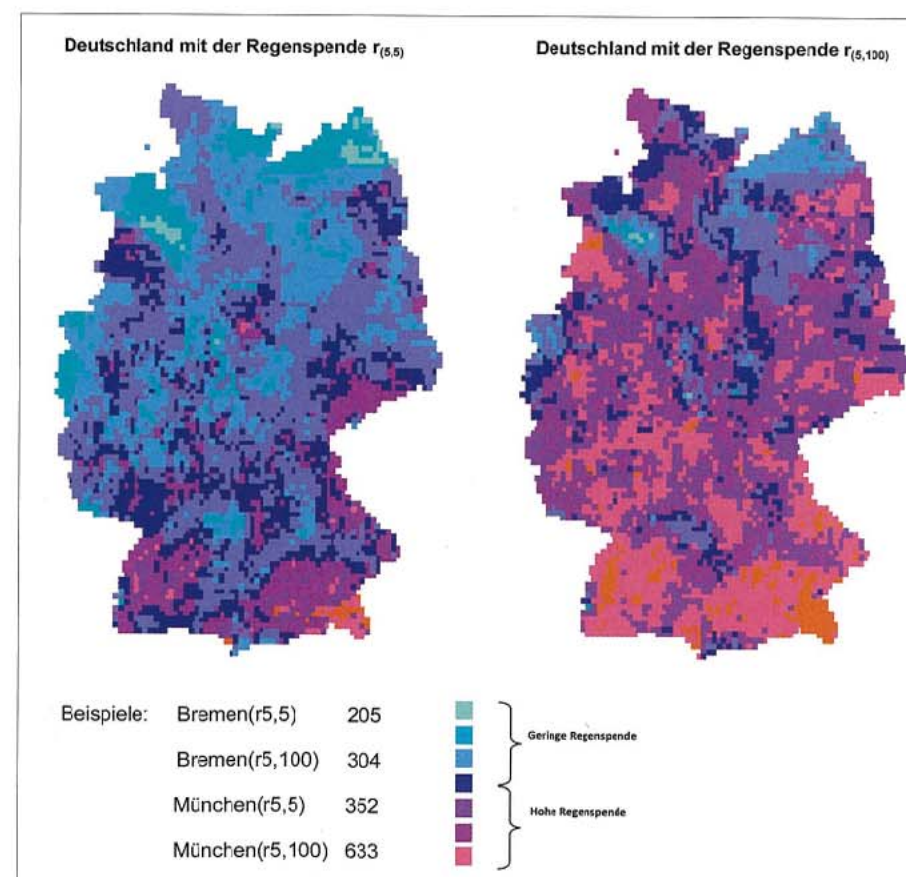 Deutschland mit der Regenspende r(5,5)
Deutschland mit der Regenspende r(5,100)
Beispiele: Bremen(r5,5) 205
Bremen(r5,100) 304
München(r5,5) 352
München(r5,100) 633
Geringe Regenspende
Hohe Regenspende